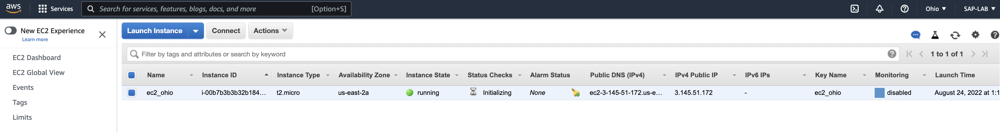 aws Services Search for services, features, blogs, docs, and more [Option+S] Ohio SAP-LAB
New EC2 Experience
Learn more
Launch Instance Connect Actions
Filter by tags and attributes or search by keyword 1 to 1 of 1
EC2 Dashboard
EC2 Global View
Events
Tags
Limits
Name Instance ID Instance Type Availability Zone Instance State Status Checks Alarm Status Public DNS (IPv4) IPv4 Public IP IPv6 IPs Key Name Monitoring Launch Time
ec2_ohio i-00b7b3b3b32b184... t2.micro us-east-2a running Initializing None ec2-3-145-51-172.us-e... 3.145.51.172 - ec2_ohio disabled August 24, 2022 at 1:1